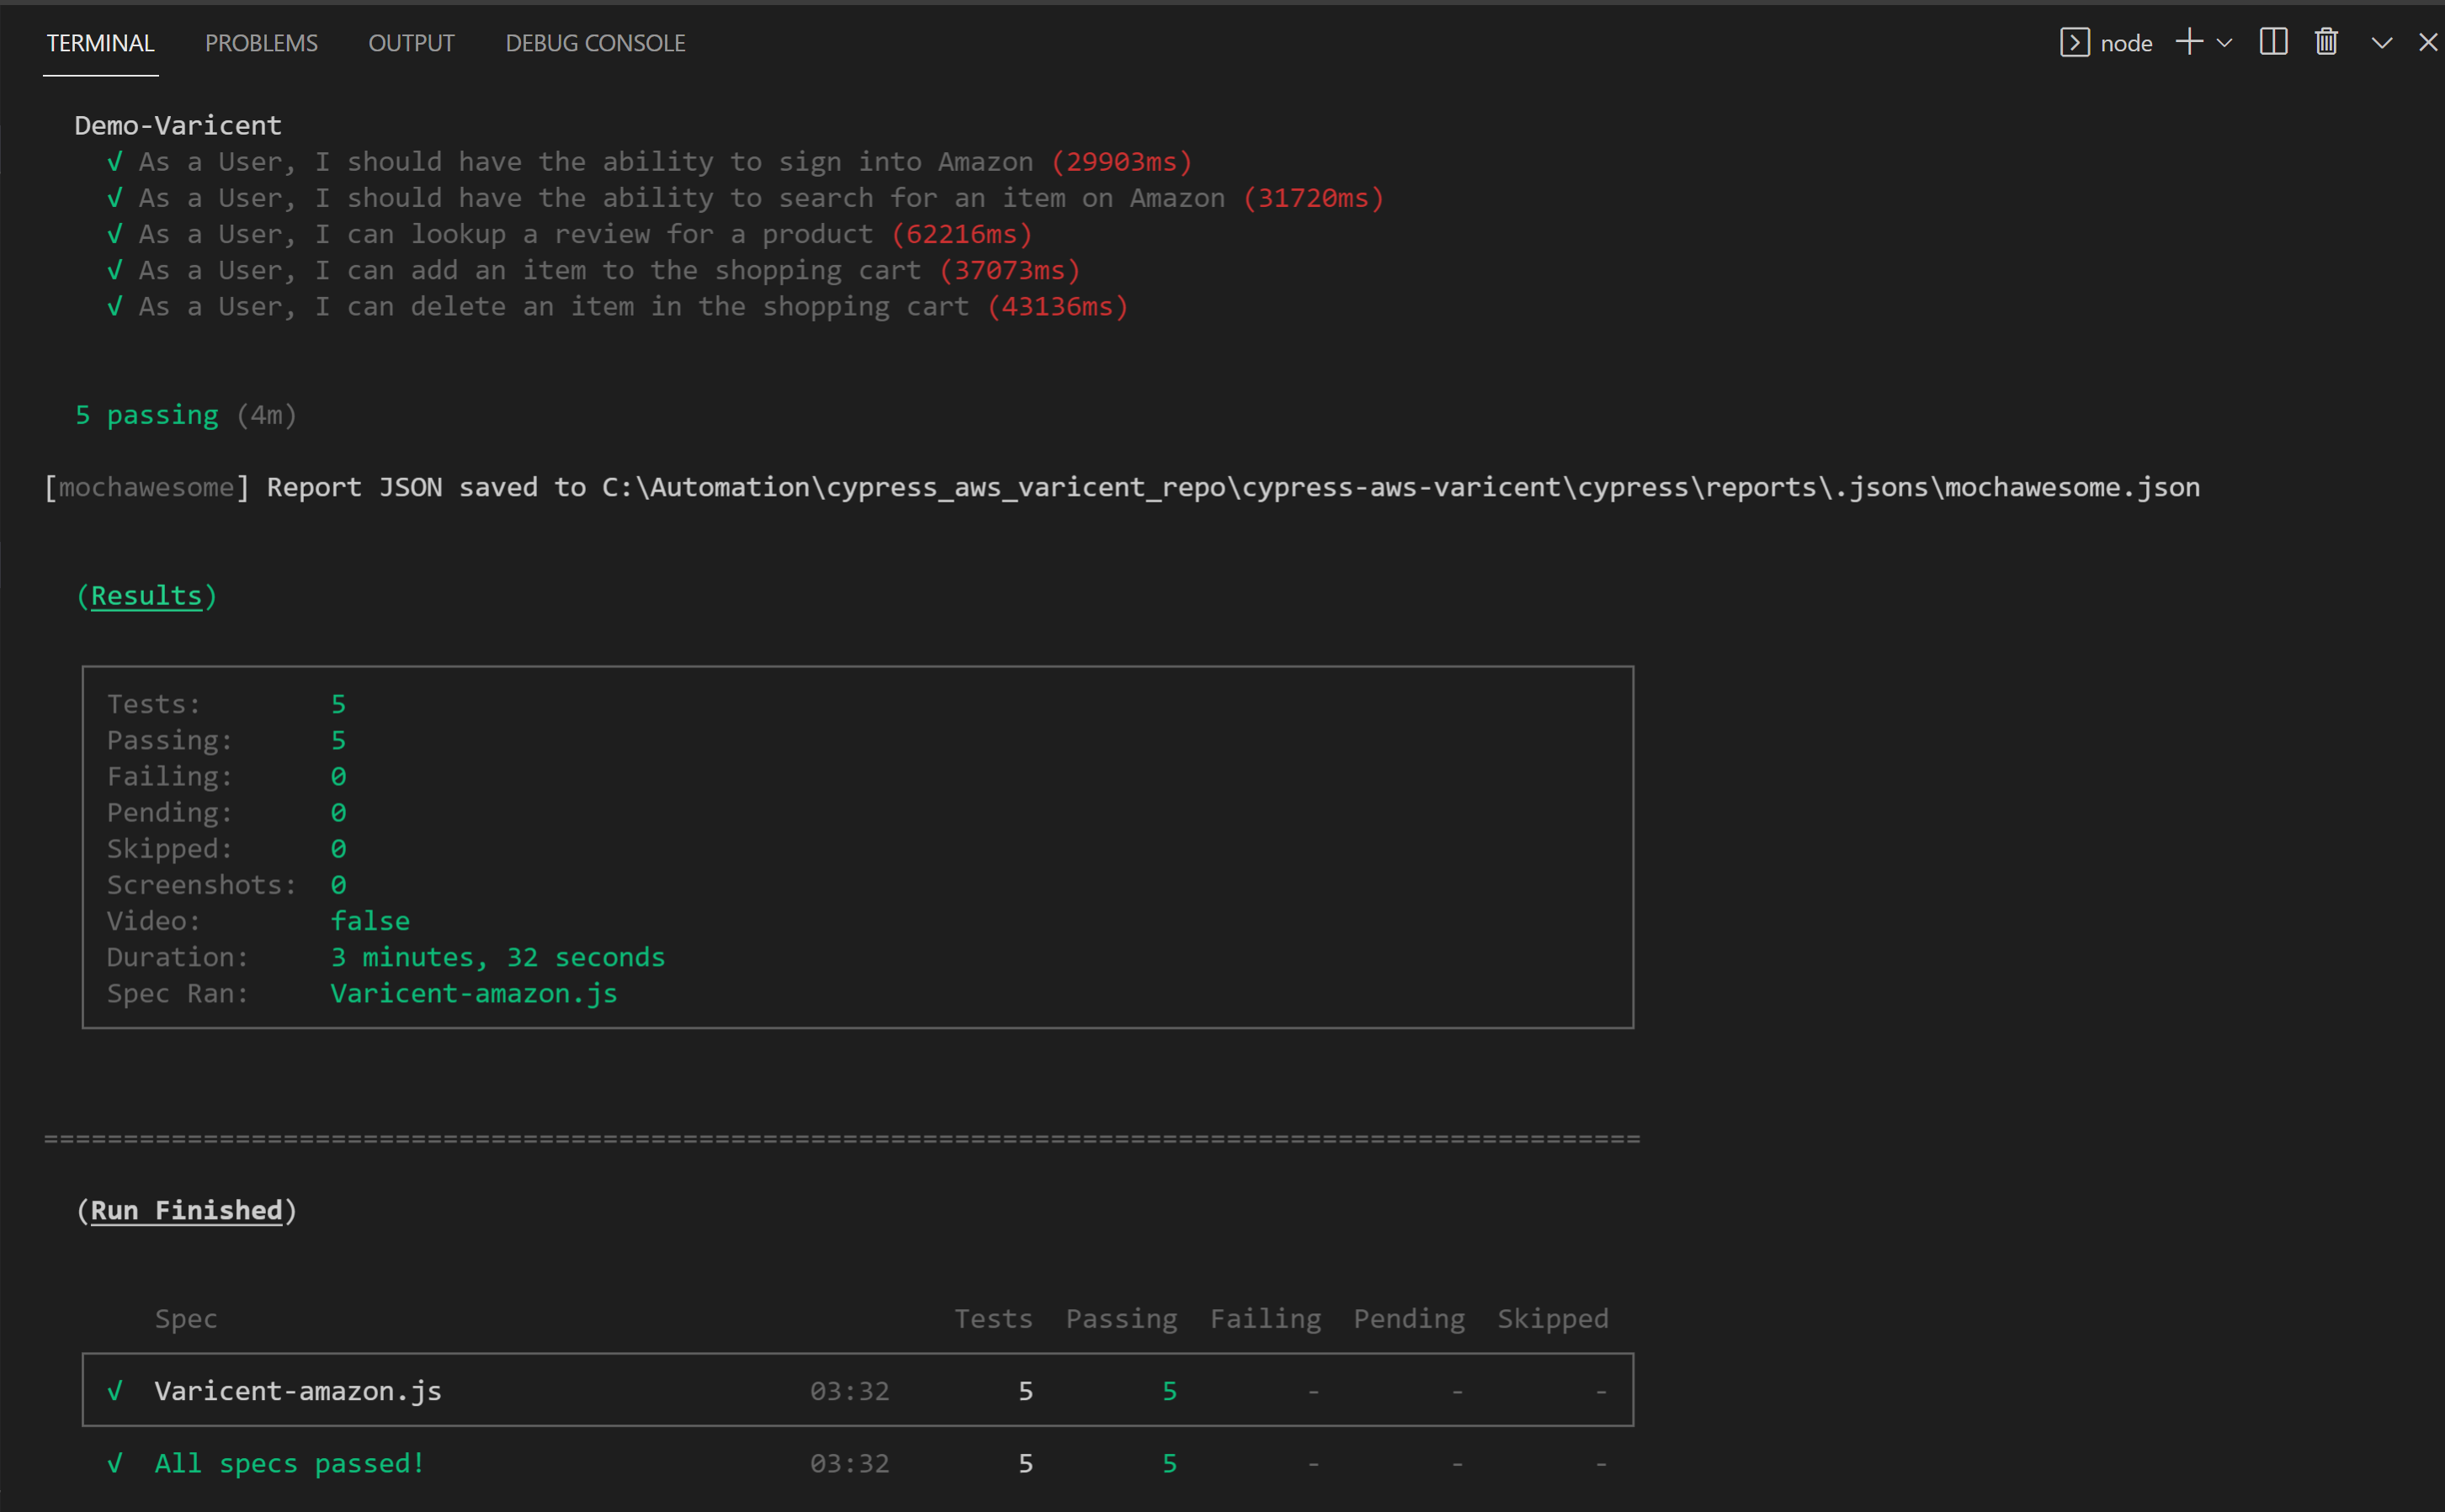 TERMINAL PROBLEMS OUTPUT DEBUG CONSOLE node
Demo-Varicent
√ As a User, I should have the ability to sign into Amazon (29903ms)
√ As a User, I should have the ability to search for an item on Amazon (31720ms)
√ As a User, I can lookup a review for a product (62216ms)
√ As a User, I can add an item to the shopping cart (37073ms)
√ As a User, I can delete an item in the shopping cart (43136ms)
5 passing (4m)
[mochawesome] Report JSON saved to C:\Automation\cypress_aws_varicent_repo\cypress-aws-varicent\cypress\reports\.jsons\mochawesome.json
(Results)
Tests: 5
Passing: 5
Failing: 0
Pending: 0
Skipped: 0
Screenshots: 0
Video: false
Duration: 3 minutes, 32 seconds
Spec Ran: Varicent-amazon.js
====================================================================================================
(Run Finished)
Spec Tests Passing Failing Pending Skipped
√ Varicent-amazon.js 03:32 5 5 - - -
√ All specs passed! 03:32 5 5 - - -